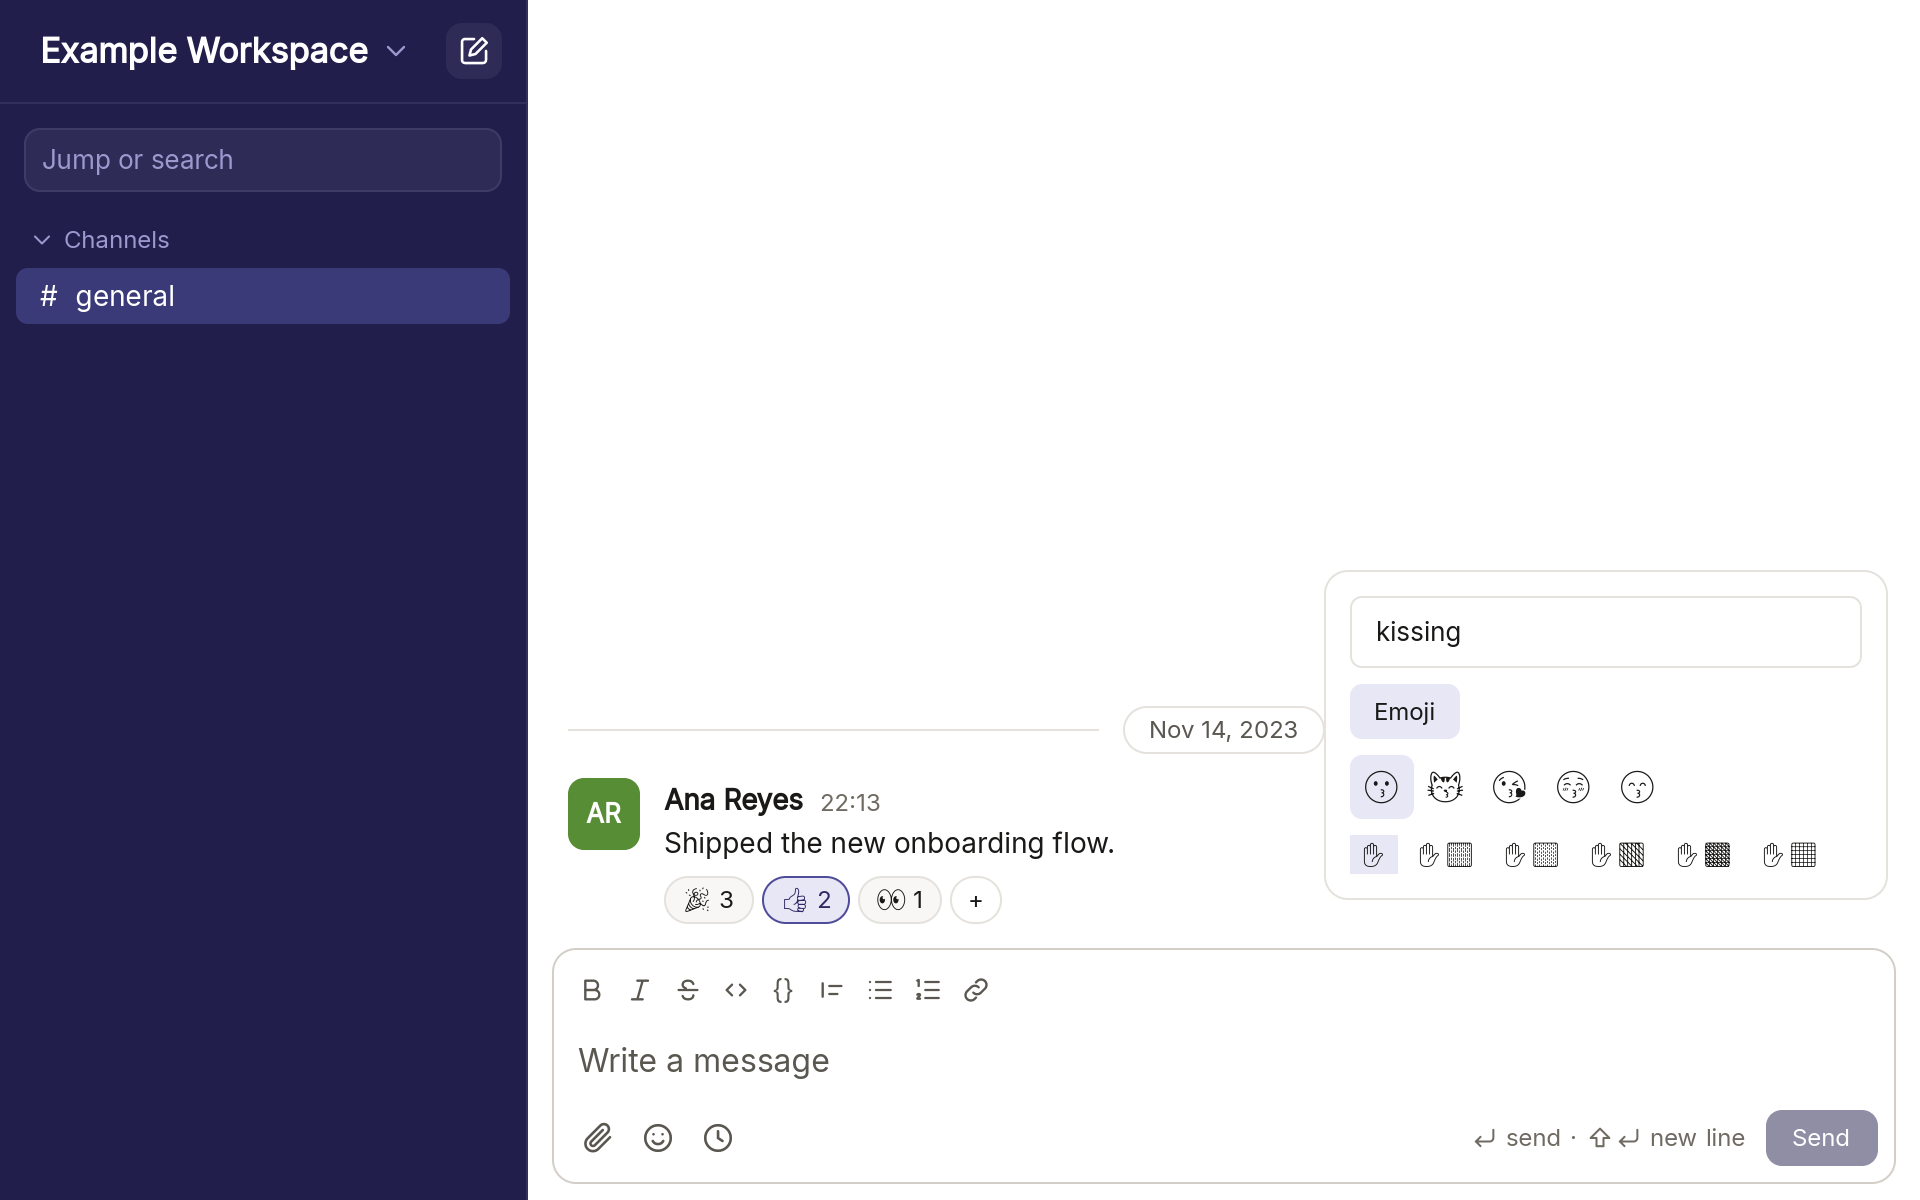 Example Workspace
Jump or search
Channels
# general
kissing
Emoji
Nov 14, 2023
AR
Ana Reyes 22:13
Shipped the new onboarding flow.
🎉 3 👍 2 👀 1 +
Write a message
send · new line
Send